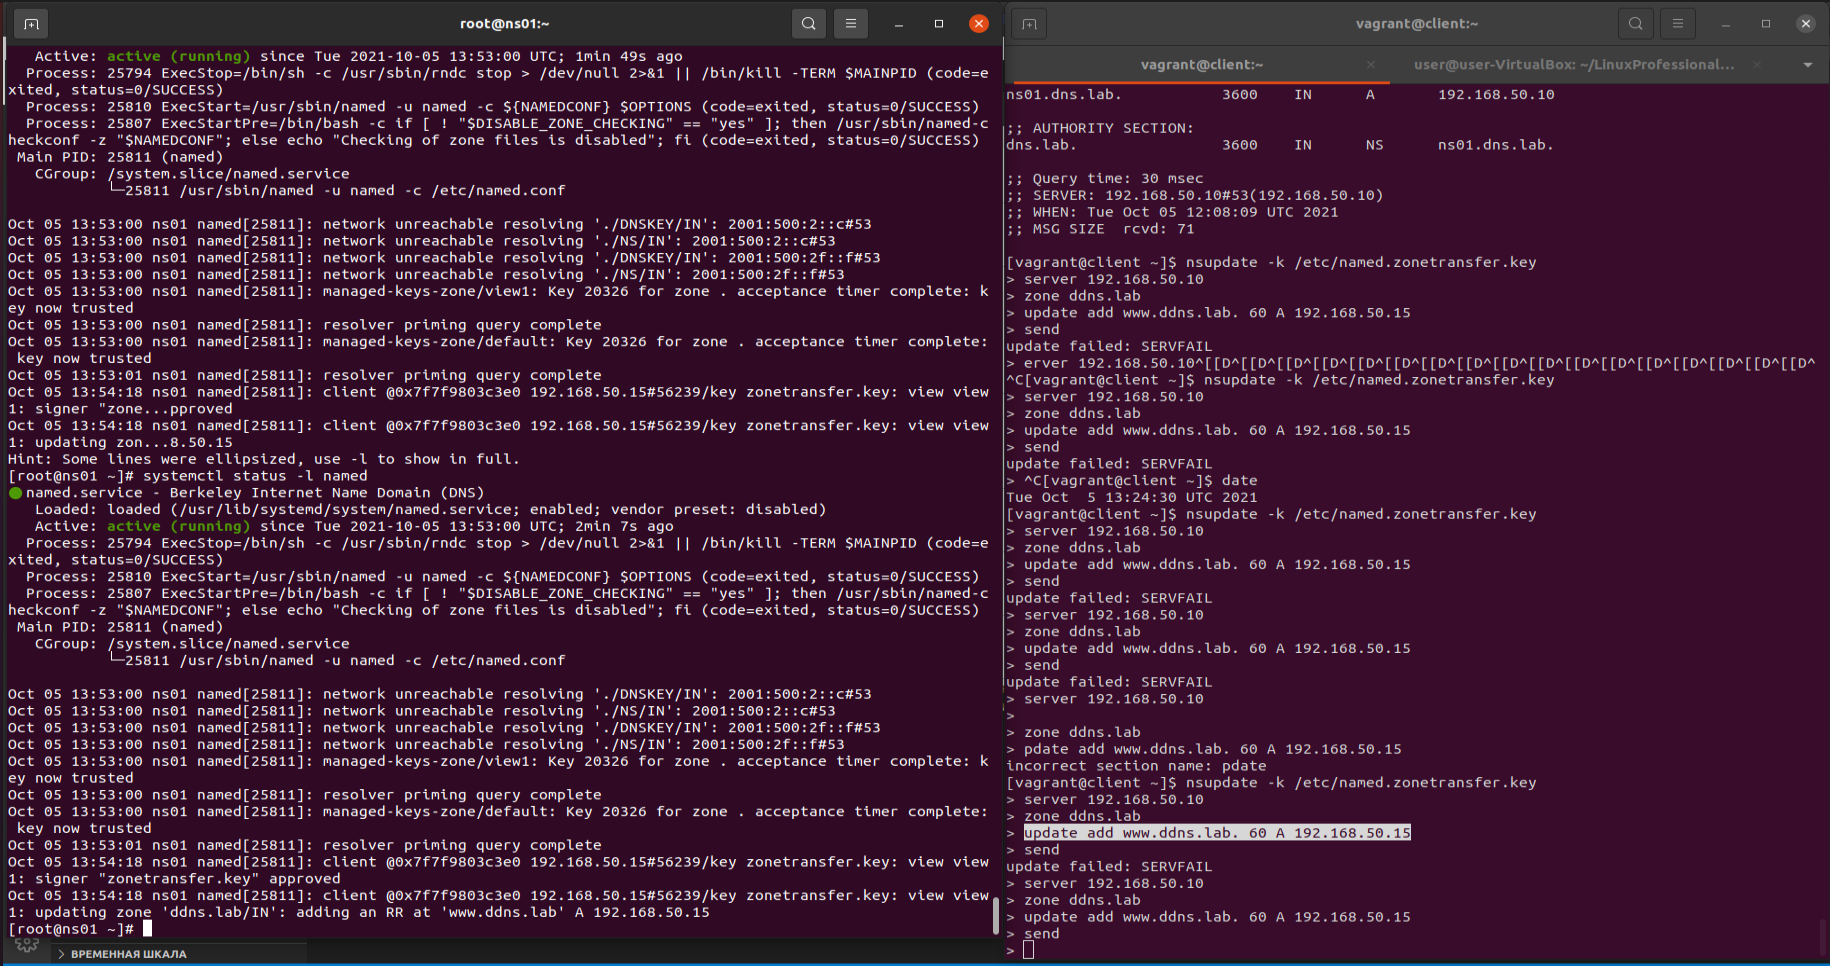 root@ns01:~
   Active: active (running) since Tue 2021-10-05 13:53:00 UTC; 1min 49s ago
  Process: 25794 ExecStop=/bin/sh -c /usr/sbin/rndc stop > /dev/null 2>&1 || /bin/kill -TERM $MAINPID (code=e
xited, status=0/SUCCESS)
  Process: 25810 ExecStart=/usr/sbin/named -u named -c ${NAMEDCONF} $OPTIONS (code=exited, status=0/SUCCESS)
  Process: 25807 ExecStartPre=/bin/bash -c if [ ! "$DISABLE_ZONE_CHECKING" == "yes" ]; then /usr/sbin/named-c
heckconf -z "$NAMEDCONF"; else echo "Checking of zone files is disabled"; fi (code=exited, status=0/SUCCESS)
 Main PID: 25811 (named)
   CGroup: /system.slice/named.service
           └─25811 /usr/sbin/named -u named -c /etc/named.conf
Oct 05 13:53:00 ns01 named[25811]: network unreachable resolving './DNSKEY/IN': 2001:500:2::c#53
Oct 05 13:53:00 ns01 named[25811]: network unreachable resolving './NS/IN': 2001:500:2::c#53
Oct 05 13:53:00 ns01 named[25811]: network unreachable resolving './DNSKEY/IN': 2001:500:2f::f#53
Oct 05 13:53:00 ns01 named[25811]: network unreachable resolving './NS/IN': 2001:500:2f::f#53
Oct 05 13:53:00 ns01 named[25811]: managed-keys-zone/view1: Key 20326 for zone . acceptance timer complete: k
ey now trusted
Oct 05 13:53:00 ns01 named[25811]: resolver priming query complete
Oct 05 13:53:00 ns01 named[25811]: managed-keys-zone/default: Key 20326 for zone . acceptance timer complete:
 key now trusted
Oct 05 13:53:01 ns01 named[25811]: resolver priming query complete
Oct 05 13:54:18 ns01 named[25811]: client @0x7f7f9803c3e0 192.168.50.15#56239/key zonetransfer.key: view view
1: signer "zone...pproved
Oct 05 13:54:18 ns01 named[25811]: client @0x7f7f9803c3e0 192.168.50.15#56239/key zonetransfer.key: view view
1: updating zon...8.50.15
Hint: Some lines were ellipsized, use -l to show in full.
[root@ns01 ~]# systemctl status -l named
● named.service - Berkeley Internet Name Domain (DNS)
   Loaded: loaded (/usr/lib/systemd/system/named.service; enabled; vendor preset: disabled)
   Active: active (running) since Tue 2021-10-05 13:53:00 UTC; 2min 7s ago
  Process: 25794 ExecStop=/bin/sh -c /usr/sbin/rndc stop > /dev/null 2>&1 || /bin/kill -TERM $MAINPID (code=e
xited, status=0/SUCCESS)
  Process: 25810 ExecStart=/usr/sbin/named -u named -c ${NAMEDCONF} $OPTIONS (code=exited, status=0/SUCCESS)
  Process: 25807 ExecStartPre=/bin/bash -c if [ ! "$DISABLE_ZONE_CHECKING" == "yes" ]; then /usr/sbin/named-c
heckconf -z "$NAMEDCONF"; else echo "Checking of zone files is disabled"; fi (code=exited, status=0/SUCCESS)
 Main PID: 25811 (named)
   CGroup: /system.slice/named.service
           └─25811 /usr/sbin/named -u named -c /etc/named.conf
Oct 05 13:53:00 ns01 named[25811]: network unreachable resolving './DNSKEY/IN': 2001:500:2::c#53
Oct 05 13:53:00 ns01 named[25811]: network unreachable resolving './NS/IN': 2001:500:2::c#53
Oct 05 13:53:00 ns01 named[25811]: network unreachable resolving './DNSKEY/IN': 2001:500:2f::f#53
Oct 05 13:53:00 ns01 named[25811]: network unreachable resolving './NS/IN': 2001:500:2f::f#53
Oct 05 13:53:00 ns01 named[25811]: managed-keys-zone/view1: Key 20326 for zone . acceptance timer complete: k
ey now trusted
Oct 05 13:53:00 ns01 named[25811]: resolver priming query complete
Oct 05 13:53:00 ns01 named[25811]: managed-keys-zone/default: Key 20326 for zone . acceptance timer complete:
 key now trusted
Oct 05 13:53:01 ns01 named[25811]: resolver priming query complete
Oct 05 13:54:18 ns01 named[25811]: client @0x7f7f9803c3e0 192.168.50.15#56239/key zonetransfer.key: view view
1: signer "zonetransfer.key" approved
Oct 05 13:54:18 ns01 named[25811]: client @0x7f7f9803c3e0 192.168.50.15#56239/key zonetransfer.key: view view
1: updating zone 'ddns.lab/IN': adding an RR at 'www.ddns.lab' A 192.168.50.15
[root@ns01 ~]#
ВРЕМЕННАЯ ШКАЛА
vagrant@client:~
vagrant@client:~ user@user-VirtualBox: ~/LinuxProfessional...
ns01.dns.lab. 3600 IN A 192.168.50.10
;; AUTHORITY SECTION:
dns.lab. 3600 IN NS ns01.dns.lab.
;; Query time: 30 msec
;; SERVER: 192.168.50.10#53(192.168.50.10)
;; WHEN: Tue Oct 05 12:08:09 UTC 2021
;; MSG SIZE  rcvd: 71
[vagrant@client ~]$ nsupdate -k /etc/named.zonetransfer.key
> server 192.168.50.10
> zone ddns.lab
> update add www.ddns.lab. 60 A 192.168.50.15
> send
update failed: SERVFAIL
> erver 192.168.50.10^[[D^[[D^[[D^[[D^[[D^[[D^[[D^[[D^[[D^[[D^[[D^[[D^[[D^[[D^[[D^[[D^[[D^
^C[vagrant@client ~]$ nsupdate -k /etc/named.zonetransfer.key
> server 192.168.50.10
> zone ddns.lab
> update add www.ddns.lab. 60 A 192.168.50.15
> send
update failed: SERVFAIL
> ^C[vagrant@client ~]$ date
Tue Oct  5 13:24:30 UTC 2021
[vagrant@client ~]$ nsupdate -k /etc/named.zonetransfer.key
> server 192.168.50.10
> zone ddns.lab
> update add www.ddns.lab. 60 A 192.168.50.15
> send
update failed: SERVFAIL
> server 192.168.50.10
> zone ddns.lab
> update add www.ddns.lab. 60 A 192.168.50.15
> send
update failed: SERVFAIL
> server 192.168.50.10
>
> zone ddns.lab
> pdate add www.ddns.lab. 60 A 192.168.50.15
incorrect section name: pdate
[vagrant@client ~]$ nsupdate -k /etc/named.zonetransfer.key
> server 192.168.50.10
> zone ddns.lab
> update add www.ddns.lab. 60 A 192.168.50.15
> send
update failed: SERVFAIL
> server 192.168.50.10
> zone ddns.lab
> update add www.ddns.lab. 60 A 192.168.50.15
> send
>